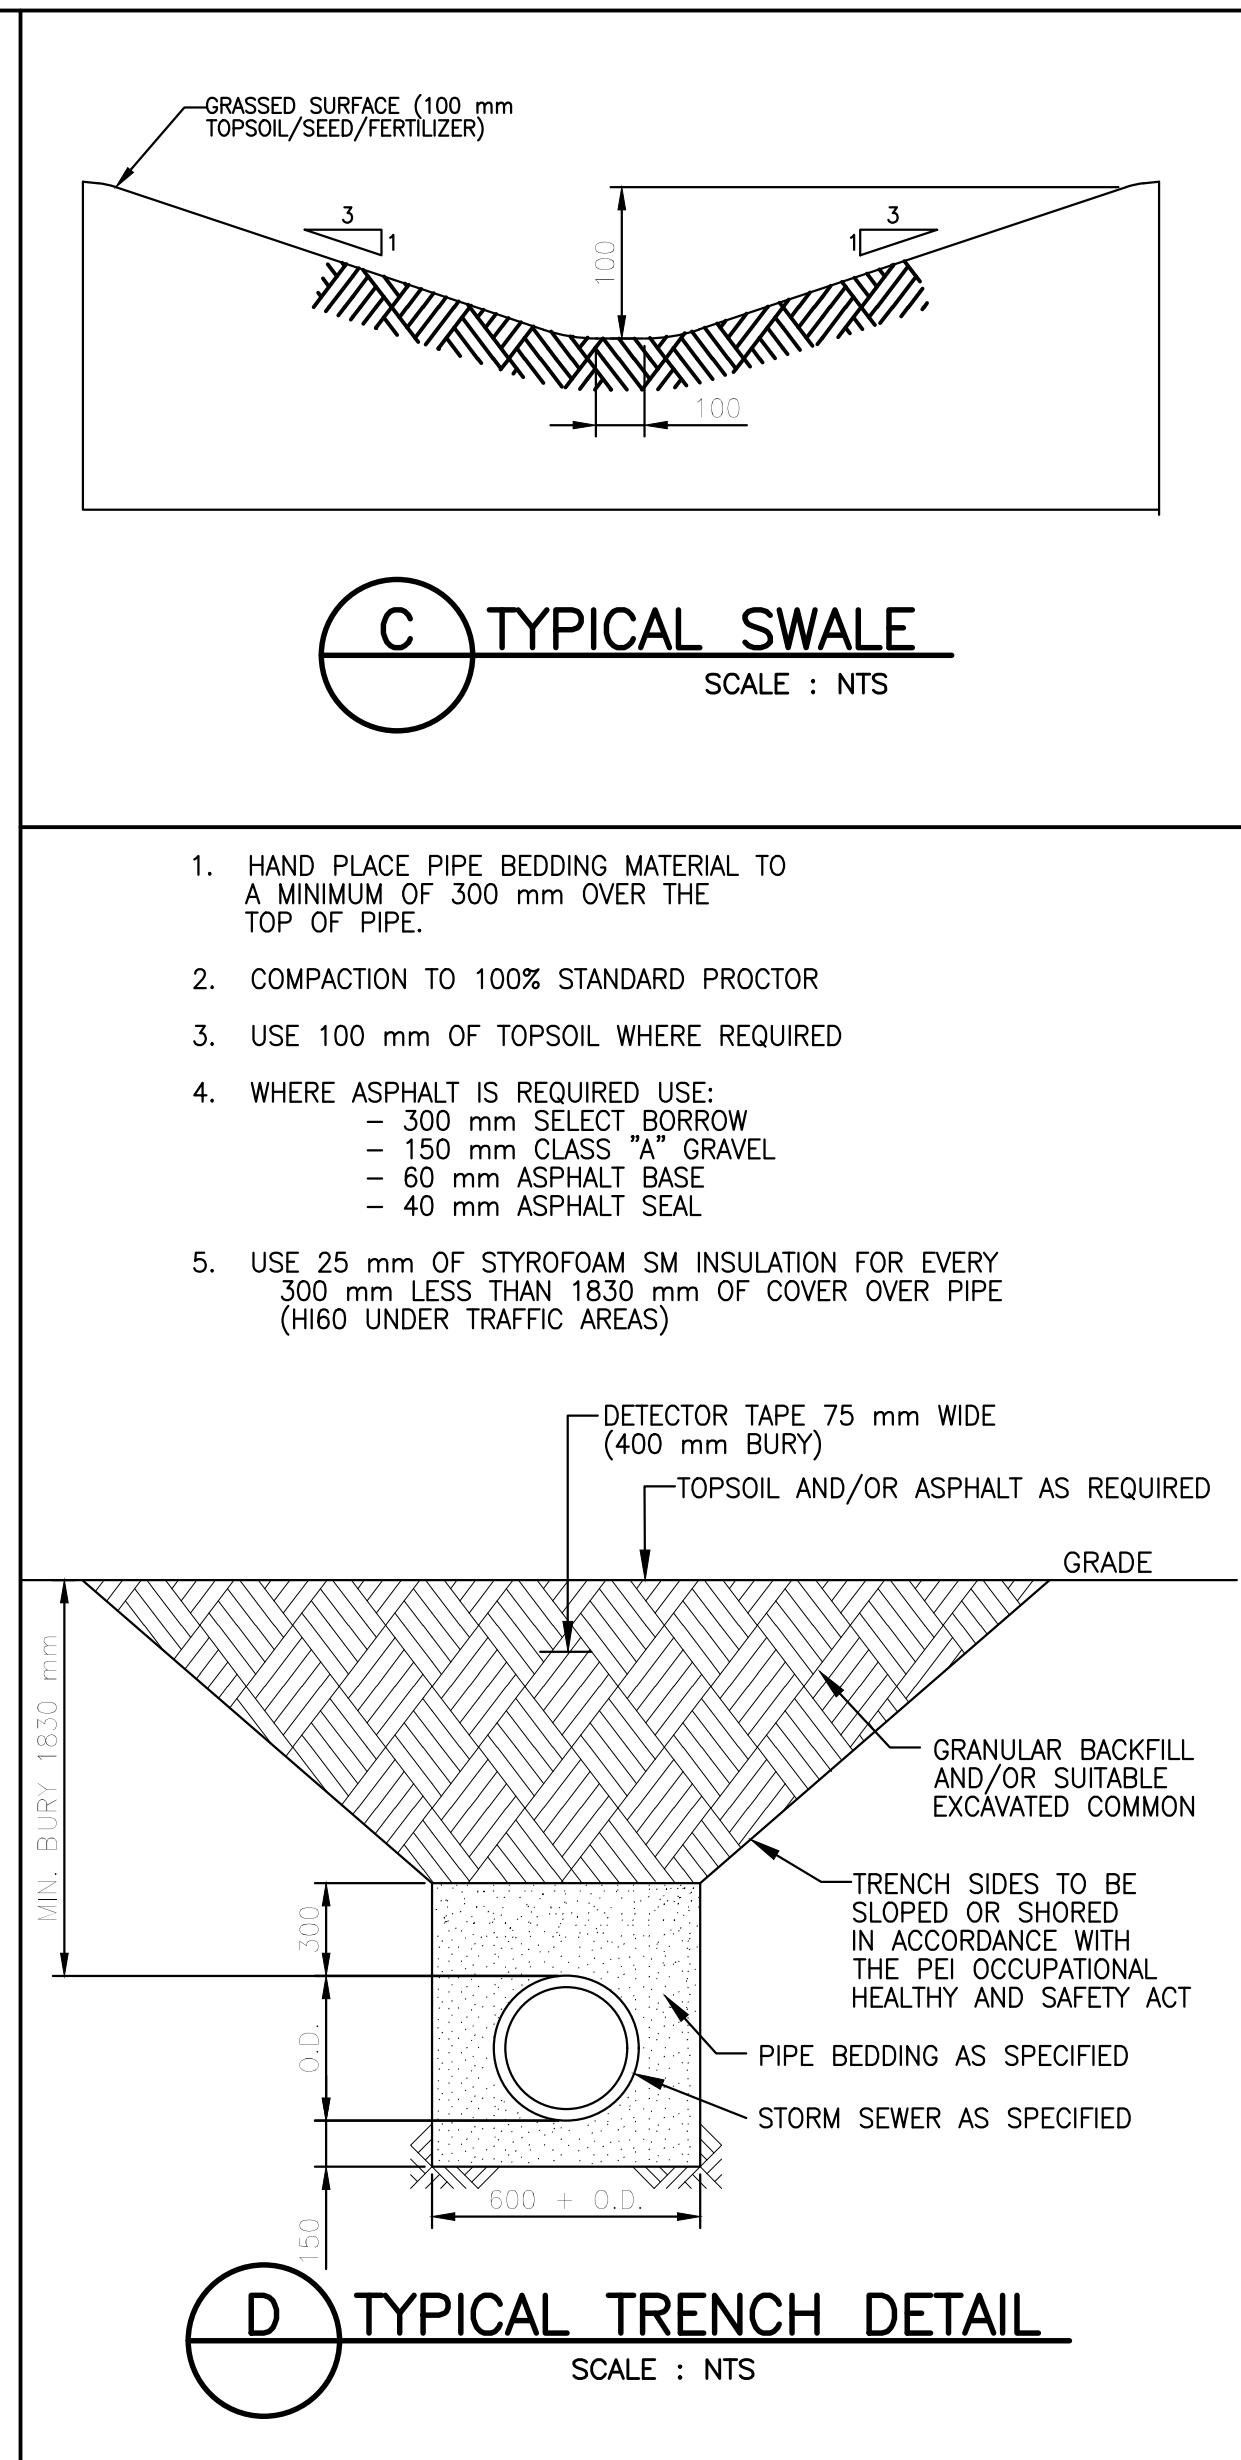 GRASSED SURFACE (100 mm
TOPSOIL/SEED/FERTILIZER)
3
1
3
1
100
100
C
TYPICAL SWALE
SCALE : NTS
1. HAND PLACE PIPE BEDDING MATERIAL TO
A MINIMUM OF 300 mm OVER THE
TOP OF PIPE.
2. COMPACTION TO 100% STANDARD PROCTOR
3. USE 100 mm OF TOPSOIL WHERE REQUIRED
4. WHERE ASPHALT IS REQUIRED USE:
- 300 mm SELECT BORROW
- 150 mm CLASS "A" GRAVEL
- 60 mm ASPHALT BASE
- 40 mm ASPHALT SEAL
5. USE 25 mm OF STYROFOAM SM INSULATION FOR EVERY
300 mm LESS THAN 1830 mm OF COVER OVER PIPE
(HI60 UNDER TRAFFIC AREAS)
DETECTOR TAPE 75 mm WIDE
(400 mm BURY)
TOPSOIL AND/OR ASPHALT AS REQUIRED
GRADE
MIN. BURY 1830 mm
GRANULAR BACKFILL
AND/OR SUITABLE
EXCAVATED COMMON
TRENCH SIDES TO BE
SLOPED OR SHORED
IN ACCORDANCE WITH
THE PEI OCCUPATIONAL
HEALTHY AND SAFETY ACT
300
O.D.
PIPE BEDDING AS SPECIFIED
STORM SEWER AS SPECIFIED
600 + O.D.
150
D
TYPICAL TRENCH DETAIL
SCALE : NTS